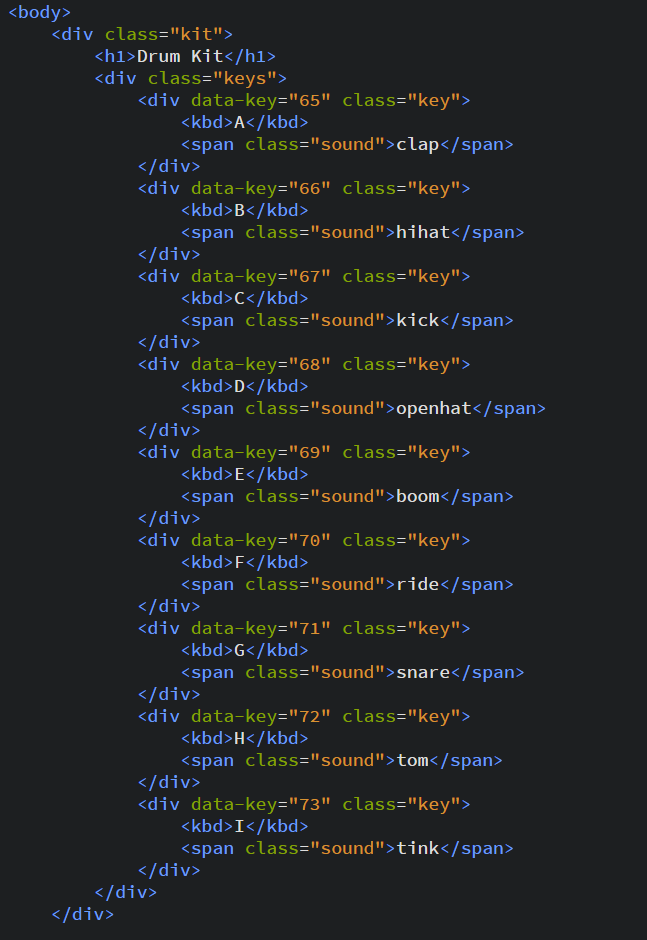 <body>
    <div class="kit">
        <h1>Drum Kit</h1>
        <div class="keys">
            <div data-key="65" class="key">
                <kbd>A</kbd>
                <span class="sound">clap</span>
            </div>
            <div data-key="66" class="key">
                <kbd>B</kbd>
                <span class="sound">hihat</span>
            </div>
            <div data-key="67" class="key">
                <kbd>C</kbd>
                <span class="sound">kick</span>
            </div>
            <div data-key="68" class="key">
                <kbd>D</kbd>
                <span class="sound">openhat</span>
            </div>
            <div data-key="69" class="key">
                <kbd>E</kbd>
                <span class="sound">boom</span>
            </div>
            <div data-key="70" class="key">
                <kbd>F</kbd>
                <span class="sound">ride</span>
            </div>
            <div data-key="71" class="key">
                <kbd>G</kbd>
                <span class="sound">snare</span>
            </div>
            <div data-key="72" class="key">
                <kbd>H</kbd>
                <span class="sound">tom</span>
            </div>
            <div data-key="73" class="key">
                <kbd>I</kbd>
                <span class="sound">tink</span>
            </div>
        </div>
    </div>